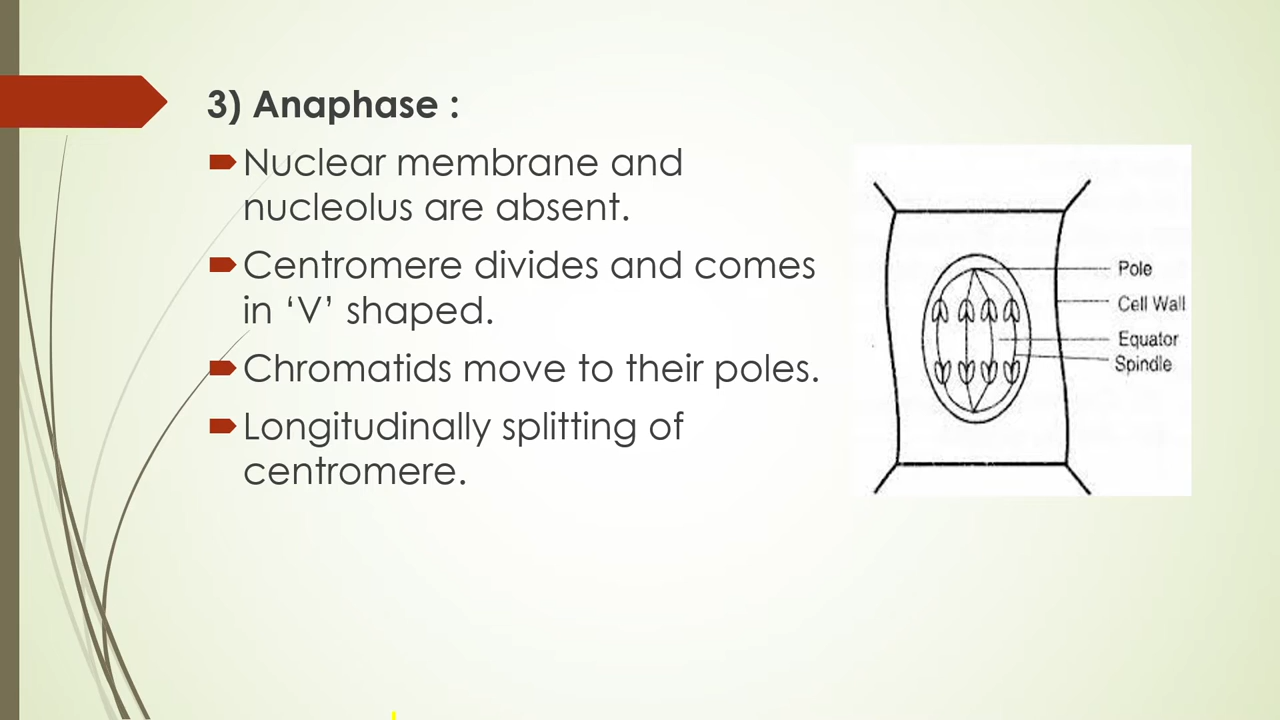 3) Anaphase :
Nuclear membrane and
nucleolus are absent.
Centromere divides and comes
in ‘V’ shaped.
Chromatids move to their poles.
Longitudinally splitting of
centromere.
Pole
Cell Wall
Equator
Spindle